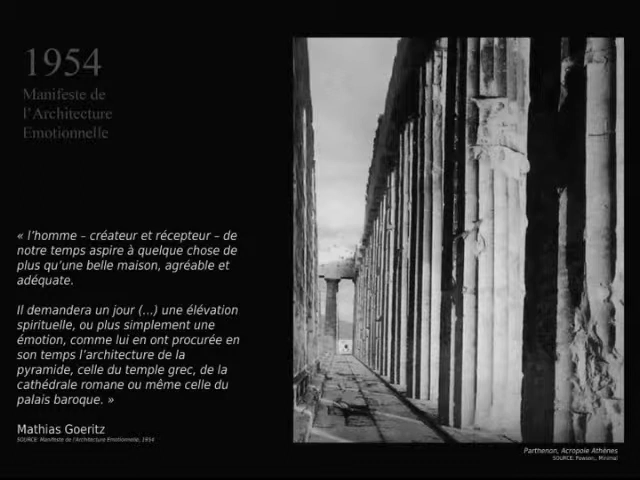 1954
Manifeste de
l'Architecture
Emotionnelle
« l'homme – créateur et récepteur – de
notre temps aspire à quelque chose de
plus qu'une belle maison, agréable et
adéquate.
Il demandera un jour (...) une élévation
spirituelle, ou plus simplement une
émotion, comme lui en ont procurée en
son temps l'architecture de la
pyramide, celle du temple grec, de la
cathédrale romane ou même celle du
palais baroque. »
Mathias Goeritz
SOURCE: Manifeste de l'Architecture Emotionnelle, 1954
Parthenon, Acropole Athènes
SOURCE: Pawson, Minimal